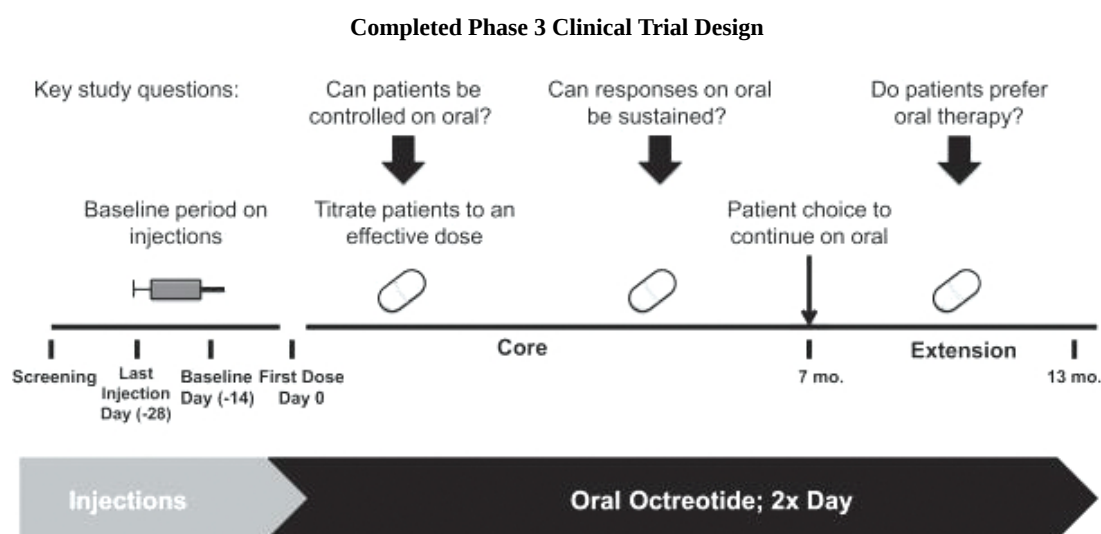 Completed Phase 3 Clinical Trial Design
Key study questions:
Can patients be
controlled on oral?
Can responses on oral
be sustained?
Do patients prefer
oral therapy?
Baseline period on
injections
Titrate patients to an
effective dose
Patient choice to
continue on oral
Core
Extension
Screening
Last
Injection
Day (-28)
Baseline
Day (-14)
First Dose
Day 0
7 mo.
13 mo.
Injections
Oral Octreotide; 2x Day